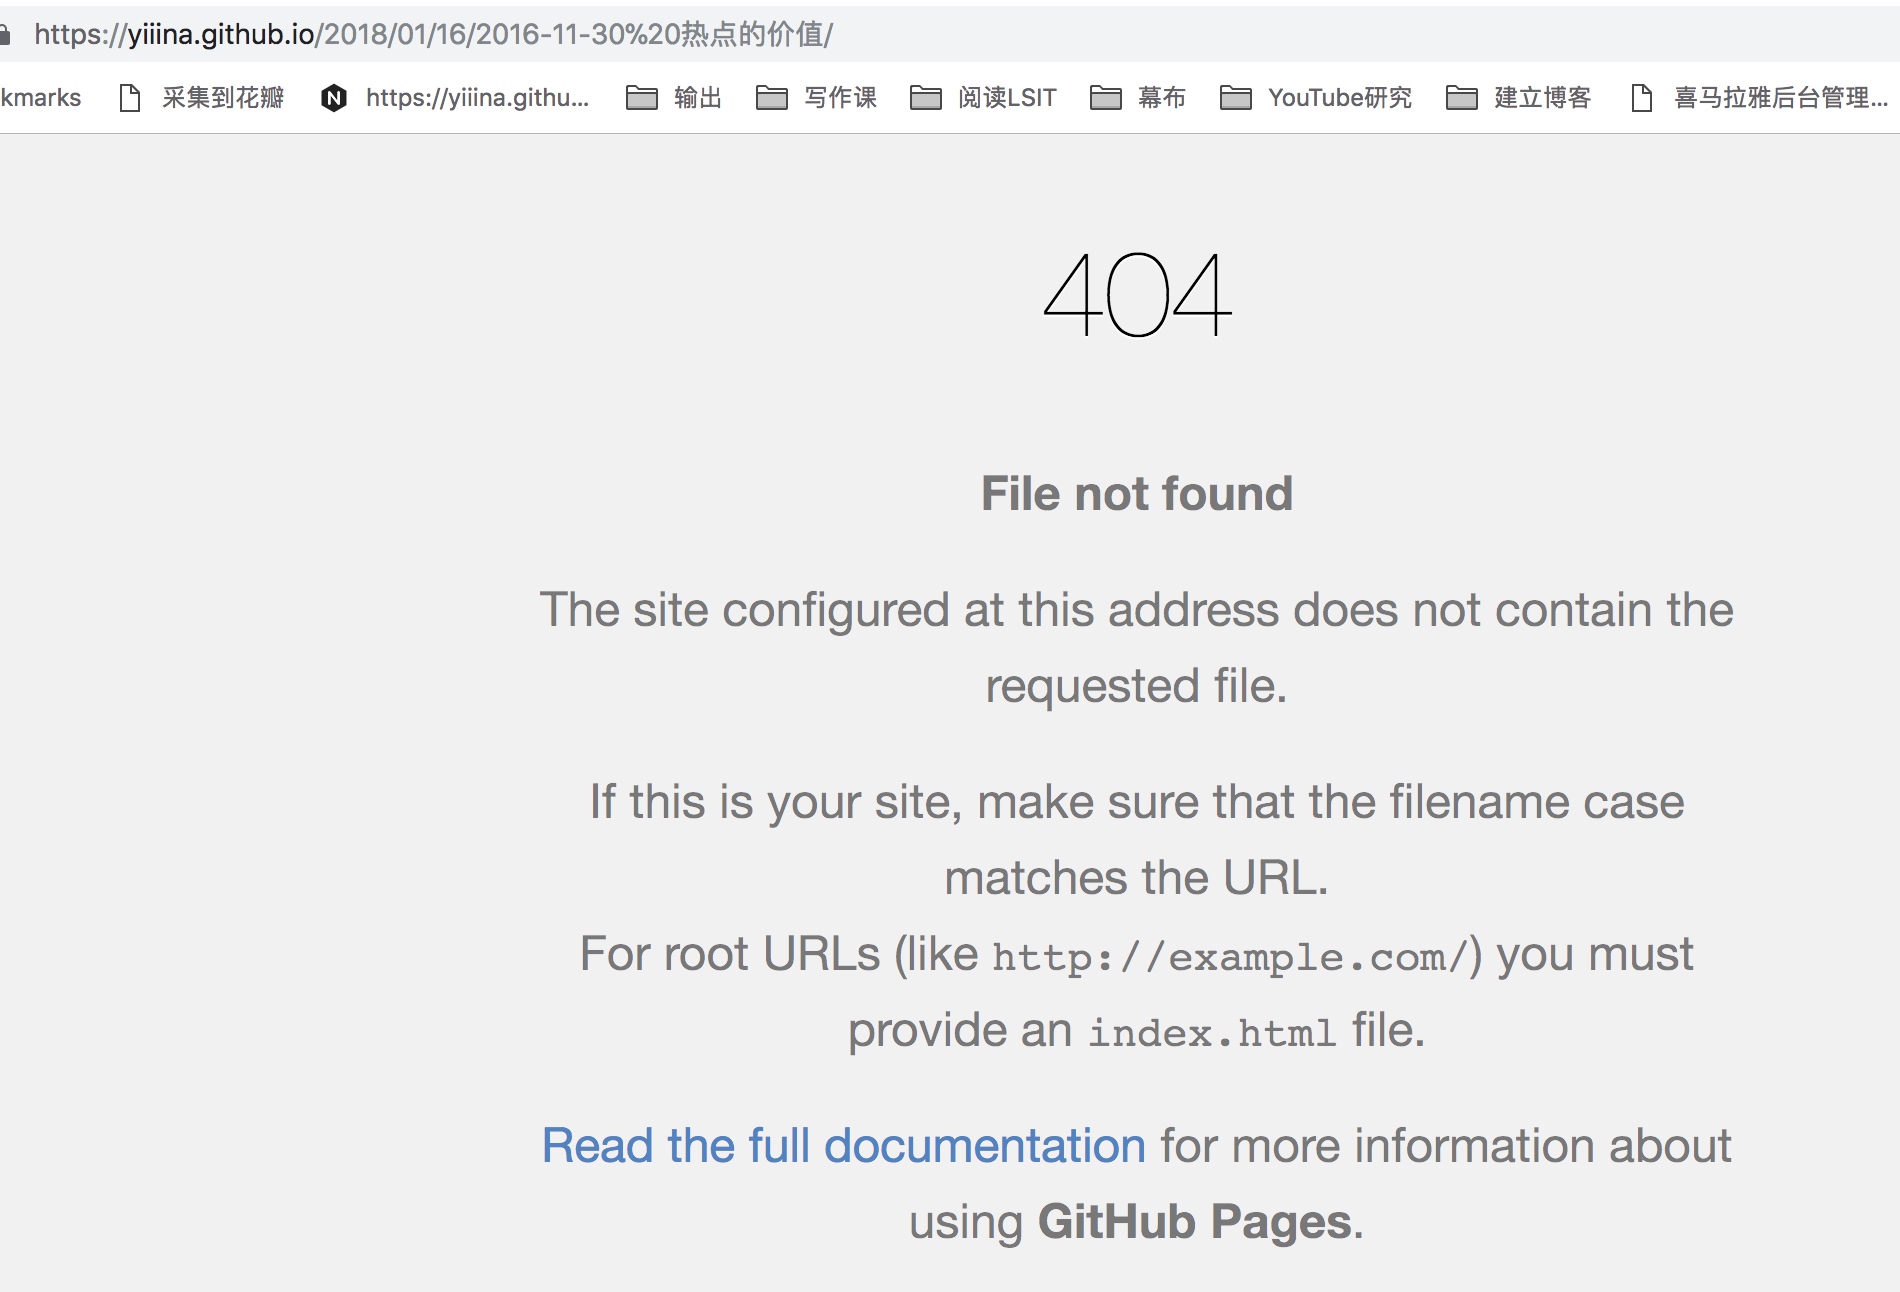 https://yiiina.github.io/2018/01/16/2016-11-30%20热点的价值/
kmarks 采集到花瓣 https://yiiina.githu... 输出 写作课 阅读LSIT 幕布 YouTube研究 建立博客 喜马拉雅后台管理...
404
File not found
The site configured at this address does not contain the
requested file.
If this is your site, make sure that the filename case
matches the URL.
For root URLs (like http://example.com/) you must
provide an index.html file.
Read the full documentation for more information about
using GitHub Pages.